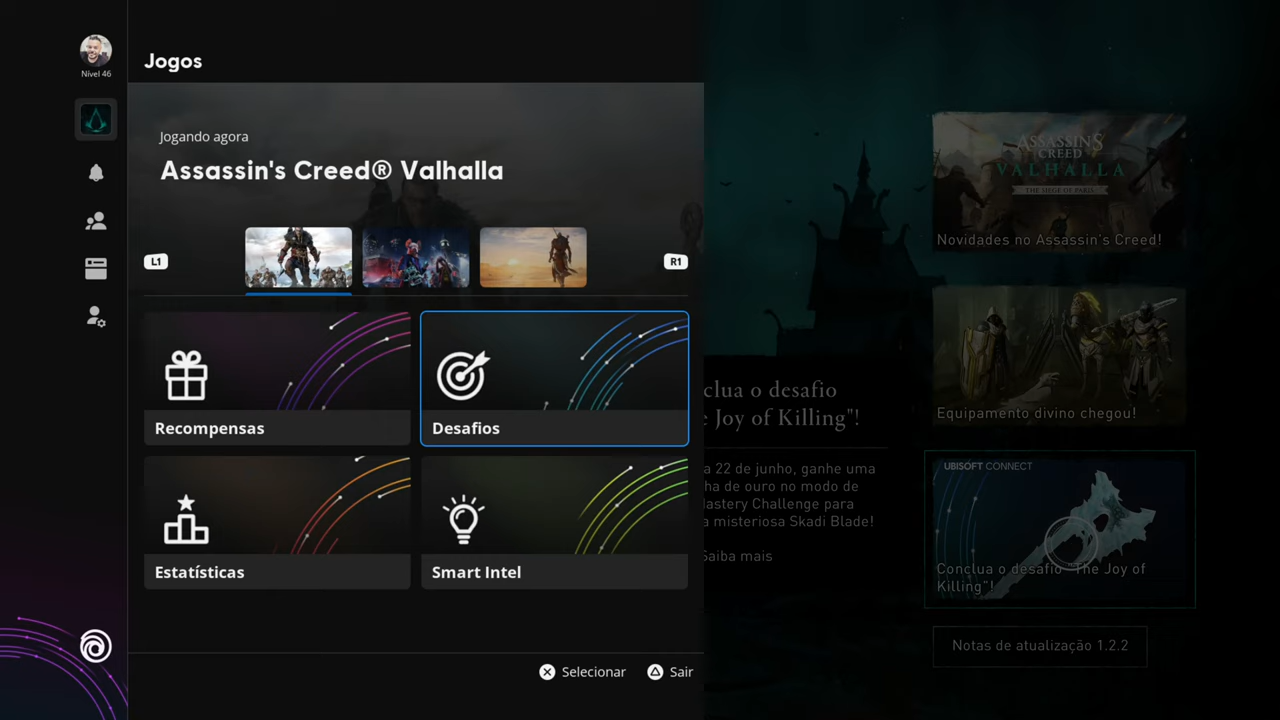 Nível 46
Jogos
Jogando agora
Assassin's Creed® Valhalla
L1
R1
Recompensas
Desafios
Estatísticas
Smart Intel
Selecionar
Sair
clua o desafio
Joy of Killing"!
a 22 de junho, ganhe uma
ha de ouro no modo de
Mastery Challenge para
a misteriosa Skadi Blade!
Saiba mais
ASSASSIN'S
CREED
VALHALLA
THE SIEGE OF PARIS
Novidades no Assassin's Creed!
Equipamento divino chegou!
UBISOFT CONNECT
Conclua o desafio "The Joy of
Killing"!
Notas de atualização 1.2.2